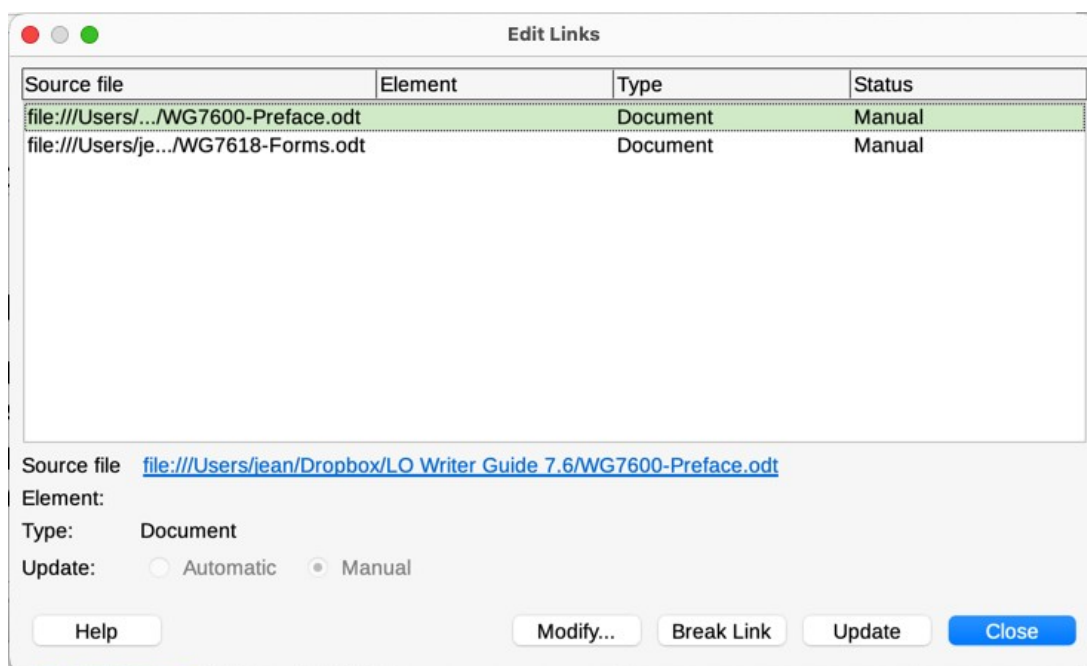 Edit Links
Source file Element Type Status
file:///Users/.../WG7600-Preface.odt Document Manual
file:///Users/je.../WG7618-Forms.odt Document Manual
Source file file:///Users/jean/Dropbox/LO Writer Guide 7.6/WG7600-Preface.odt
Element:
Type: Document
Update: Automatic Manual
Help Modify... Break Link Update Close